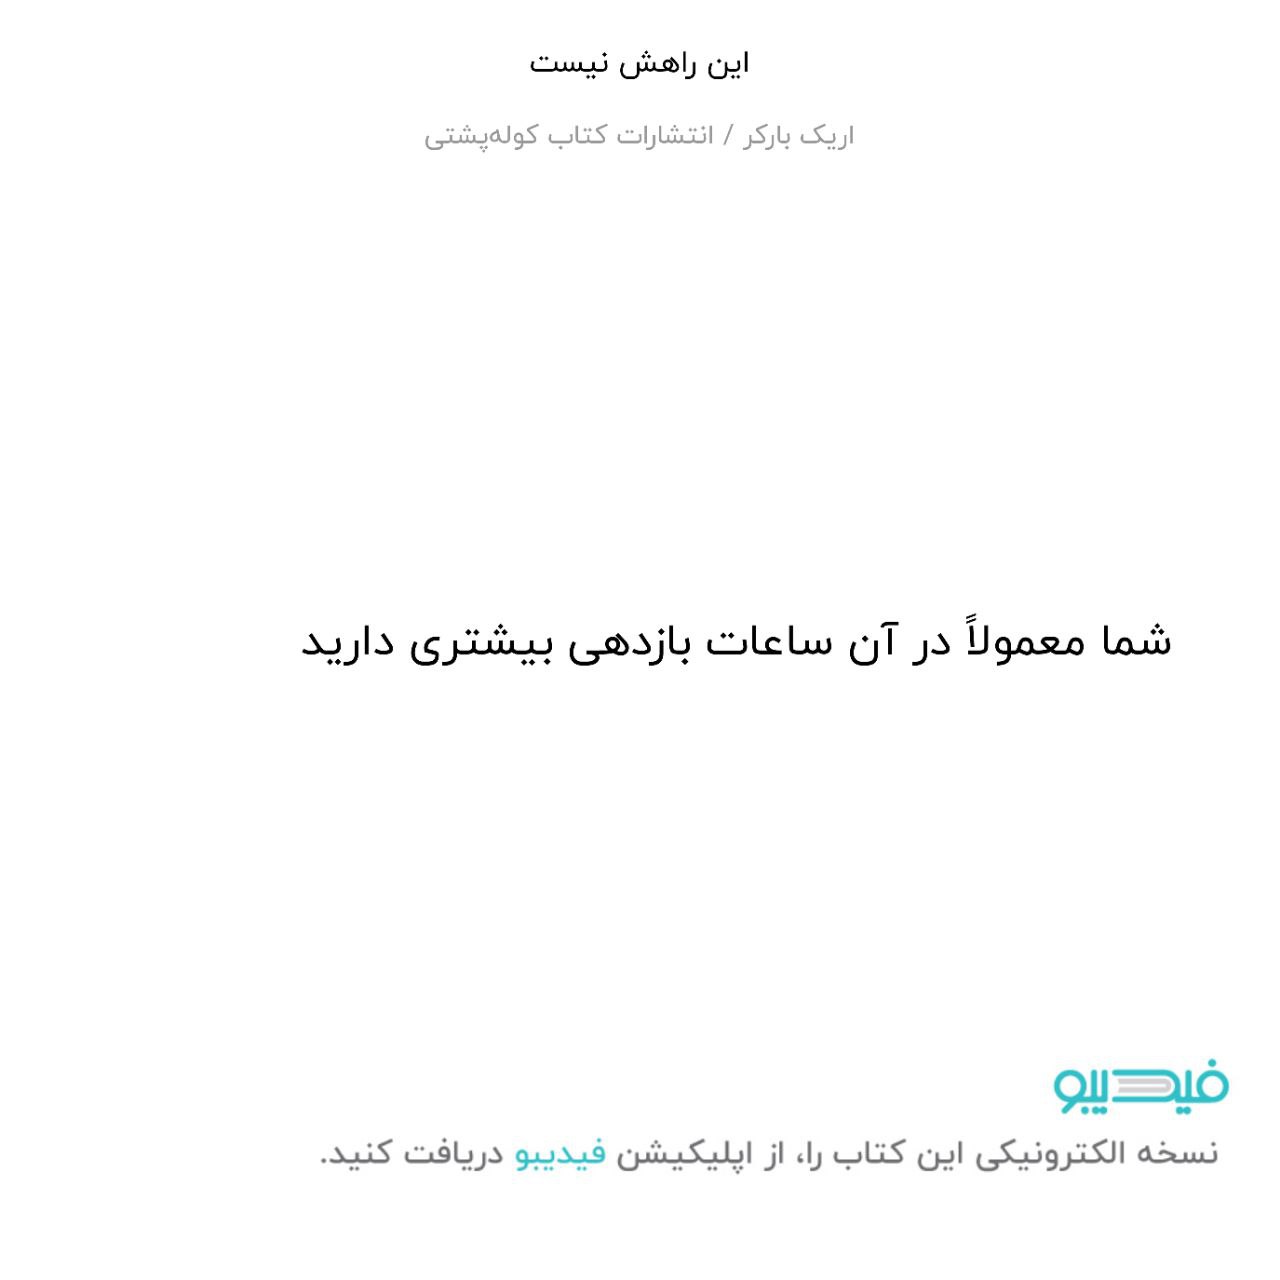 این راهش نیست
اریک بارکر / انتشارات کتاب کوله‌پشتی
شما معمولاً در آن ساعات بازدهی بیشتری دارید
فیدیبو
نسخه الکترونیکی این کتاب را، از اپلیکیشن فیدیبو دریافت کنید.